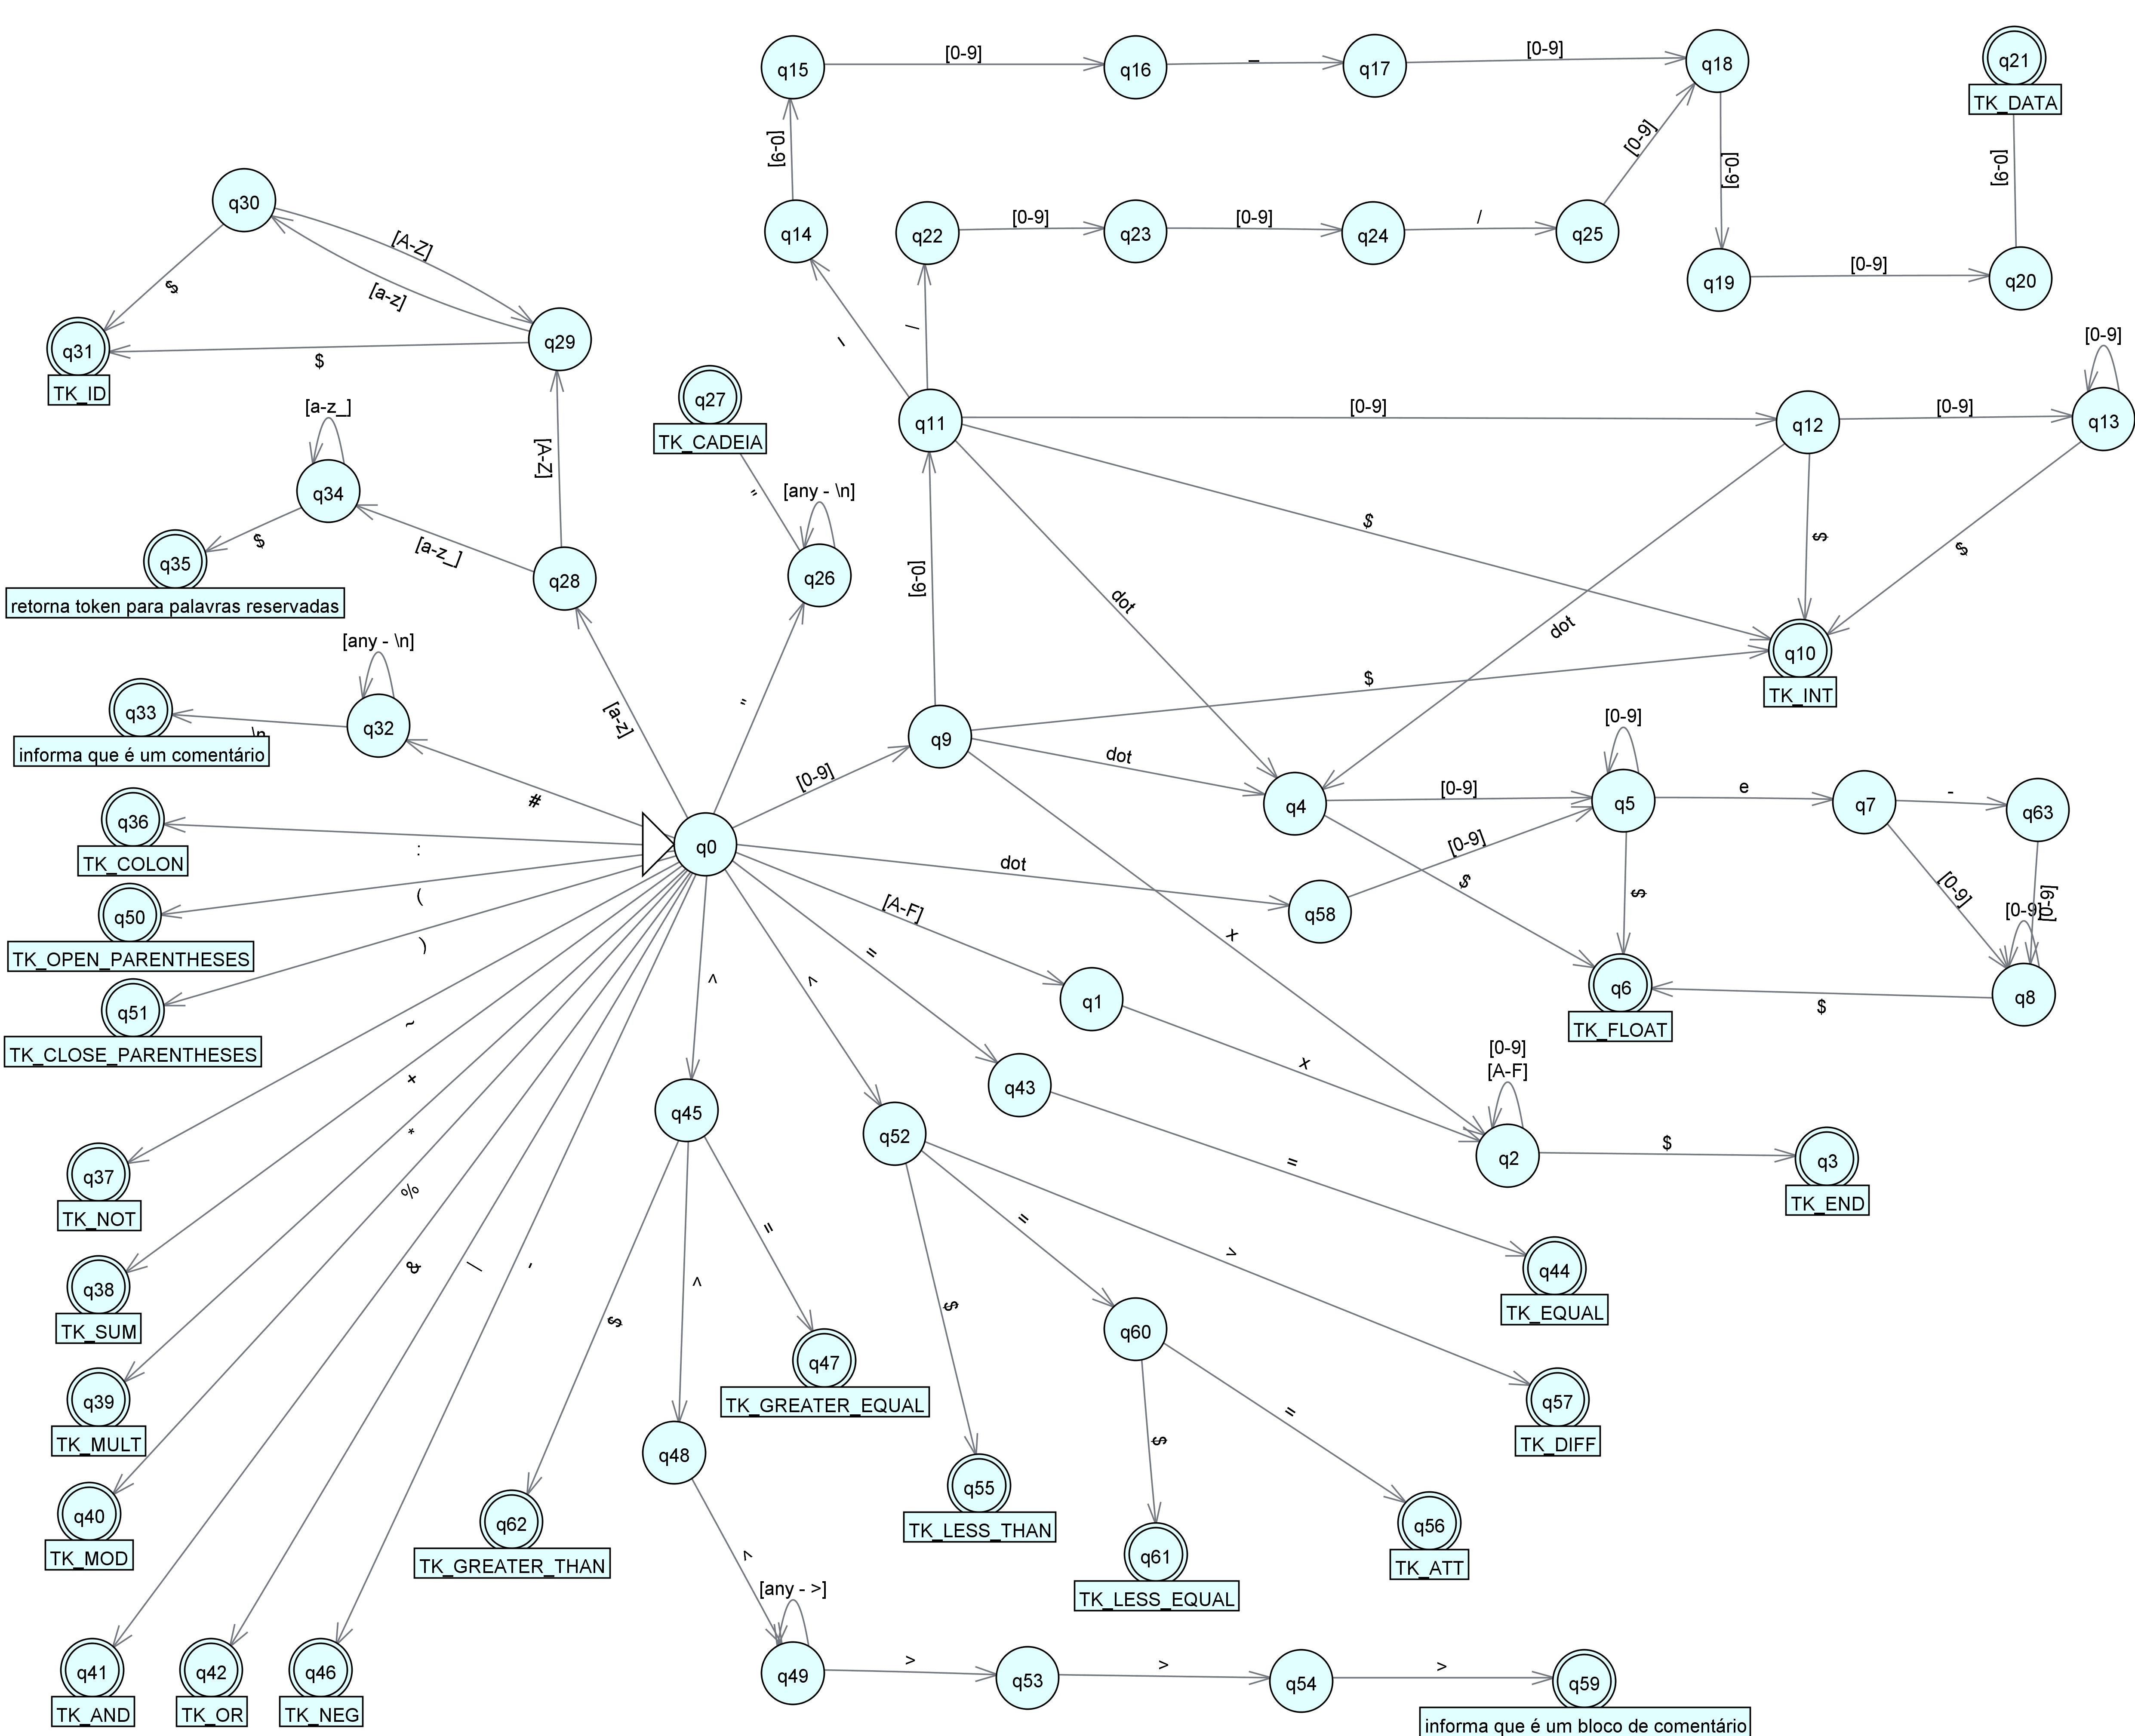 q15
[0-9]
q16
_
q17
[0-9]
q18
q21
TK_DATA
[0-9]
[0-9]
[0-9]
[0-9]
q30
[A-Z]
[a-z]
$
q14
q22
[0-9]
q23
[0-9]
q24
/
q25
q19
[0-9]
q20
q31
TK_ID
$
q29
/
[0-9]
q13
q27
TK_CADEIA
[a-z_]
q34
[A-Z]
q11
[0-9]
q12
[0-9]
"
[any - \n]
q26
$
q35
retorna token para palavras reservadas
[a-z_]
q28
[0-9]
$
$
$
dot
dot
[any - \n]
q33
informa que é um comentário
\n
q32
[a-z]
"
q10
TK_INT
$
#
[0-9]
q9
dot
[0-9]
q36
TK_COLON
:
q0
dot
q4
[0-9]
q5
e
q7
-
q63
q50
TK_OPEN_PARENTHESES
(
q58
[0-9]
$
$
[0-9]
[0-9]
[0-9]
q51
TK_CLOSE_PARENTHESES
)
[A-F]
=
x
q1
q6
TK_FLOAT
$
q8
~
+
*
%
&
|
-
q45
q52
q43
x
[0-9]
[A-F]
q2
$
q3
TK_END
q37
TK_NOT
=
=
=
>
q38
TK_SUM
q44
TK_EQUAL
$
$
q60
q39
TK_MULT
q47
TK_GREATER_EQUAL
q57
TK_DIFF
q48
$
=
q40
TK_MOD
q62
TK_GREATER_THAN
q55
TK_LESS_THAN
q61
TK_LESS_EQUAL
q56
TK_ATT
[any - >]
q41
TK_AND
q42
TK_OR
q46
TK_NEG
q49
>
q53
>
q54
>
q59
informa que é um bloco de comentário